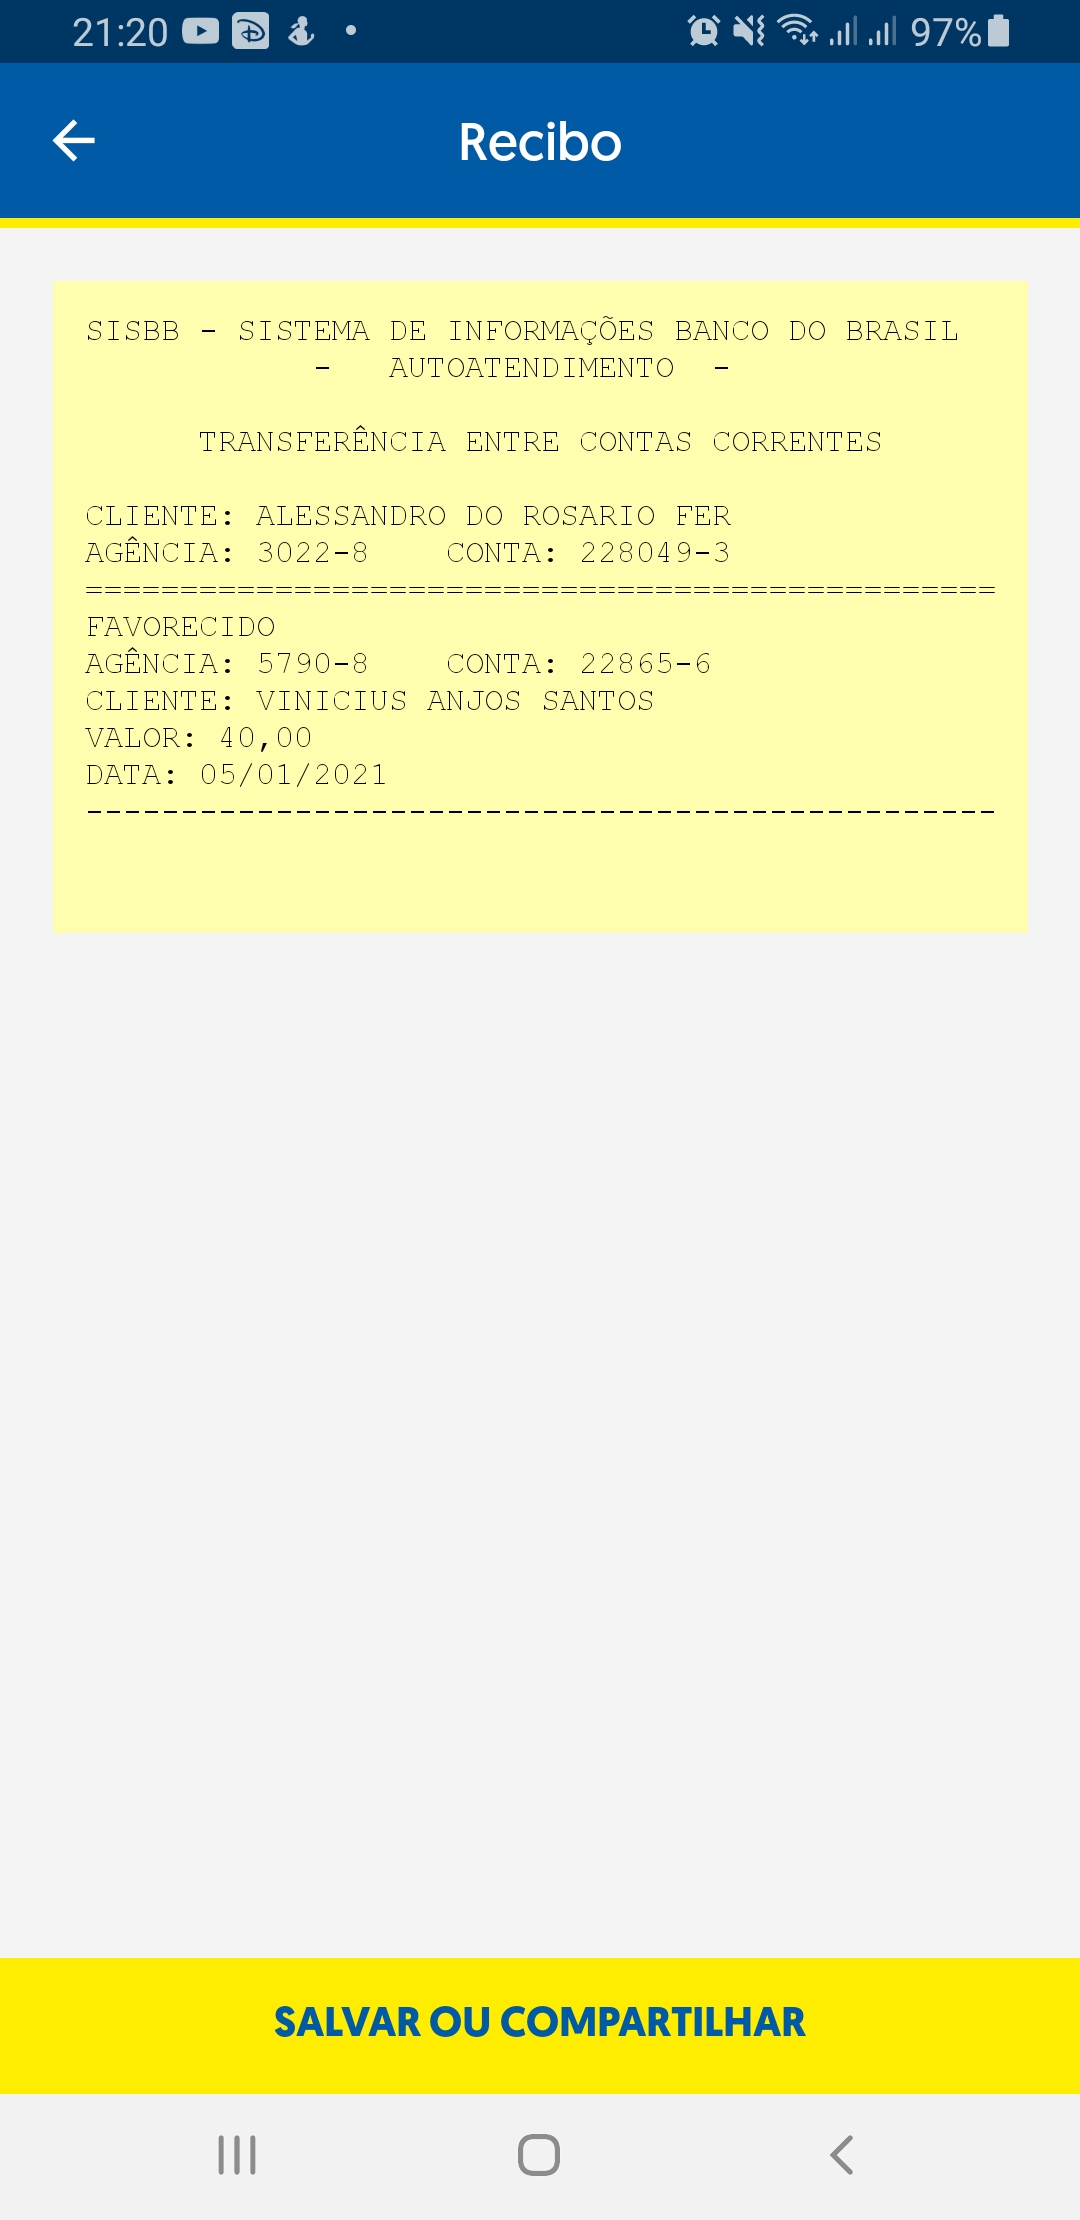 21:20 97%
Recibo
SISBB - SISTEMA DE INFORMAÇÕES BANCO DO BRASIL
- AUTOATENDIMENTO -
TRANSFERÊNCIA ENTRE CONTAS CORRENTES
CLIENTE: ALESSANDRO DO ROSARIO FER
AGÊNCIA: 3022-8 CONTA: 228049-3
================================================
FAVORECIDO
AGÊNCIA: 5790-8 CONTA: 22865-6
CLIENTE: VINICIUS ANJOS SANTOS
VALOR: 40,00
DATA: 05/01/2021
------------------------------------------------
SALVAR OU COMPARTILHAR